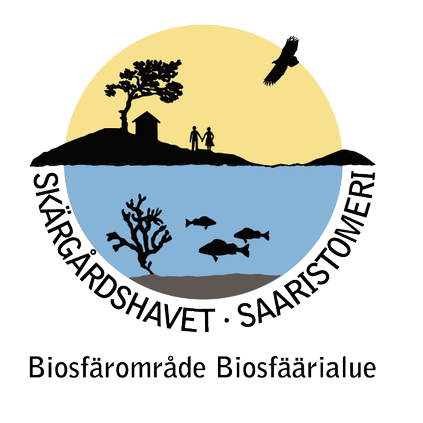 SKÄRGÅRDSHAVET · SAARISTOMERI
Biosfärområde Biosfäärialue